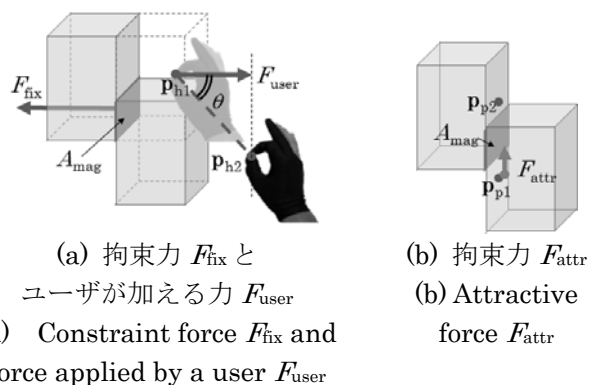 F_fix
p_h1
F_user
θ
A_mag
p_h2
p_p2
A_mag
F_attr
p_p1
(a) 拘束力 F_fix と
ユーザが加える力 F_user
) Constraint force F_fix and
orce applied by a user F_user
(b) 拘束力 F_attr
(b) Attractive
force F_attr